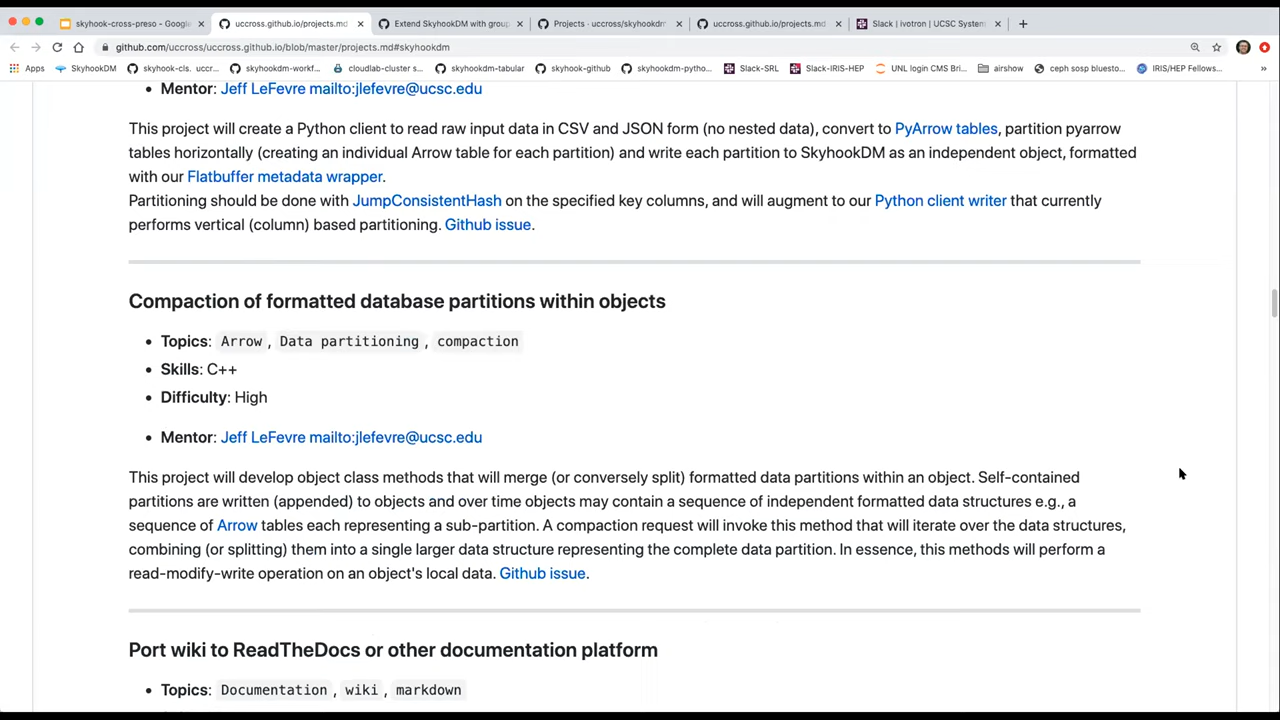 skyhook-cross-preso - Google
uccross.github.io/projects.md
Extend SkyhookDM with group
Projects · uccross/skyhookdm
uccross.github.io/projects.md
Slack | ivotron | UCSC System
github.com/uccross/uccross.github.io/blob/master/projects.md#skyhookdm
Apps SkyhookDM skyhook-cls. uccr... skyhookdm-workf... cloudlab-cluster s... skyhookdm-tabular skyhook-github skyhookdm-pytho... Slack-SRL Slack-IRIS-HEP UNL login CMS Bri... airshow ceph sosp bluesto... IRIS/HEP Fellows... »
• Mentor: Jeff LeFevre mailto:jlefevre@ucsc.edu
This project will create a Python client to read raw input data in CSV and JSON form (no nested data), convert to PyArrow tables, partition pyarrow
tables horizontally (creating an individual Arrow table for each partition) and write each partition to SkyhookDM as an independent object, formatted
with our Flatbuffer metadata wrapper.
Partitioning should be done with JumpConsistentHash on the specified key columns, and will augment to our Python client writer that currently
performs vertical (column) based partitioning. Github issue.
Compaction of formatted database partitions within objects
• Topics: Arrow , Data partitioning , compaction
• Skills: C++
• Difficulty: High
• Mentor: Jeff LeFevre mailto:jlefevre@ucsc.edu
This project will develop object class methods that will merge (or conversely split) formatted data partitions within an object. Self-contained
partitions are written (appended) to objects and over time objects may contain a sequence of independent formatted data structures e.g., a
sequence of Arrow tables each representing a sub-partition. A compaction request will invoke this method that will iterate over the data structures,
combining (or splitting) them into a single larger data structure representing the complete data partition. In essence, this methods will perform a
read-modify-write operation on an object's local data. Github issue.
Port wiki to ReadTheDocs or other documentation platform
• Topics: Documentation , wiki , markdown